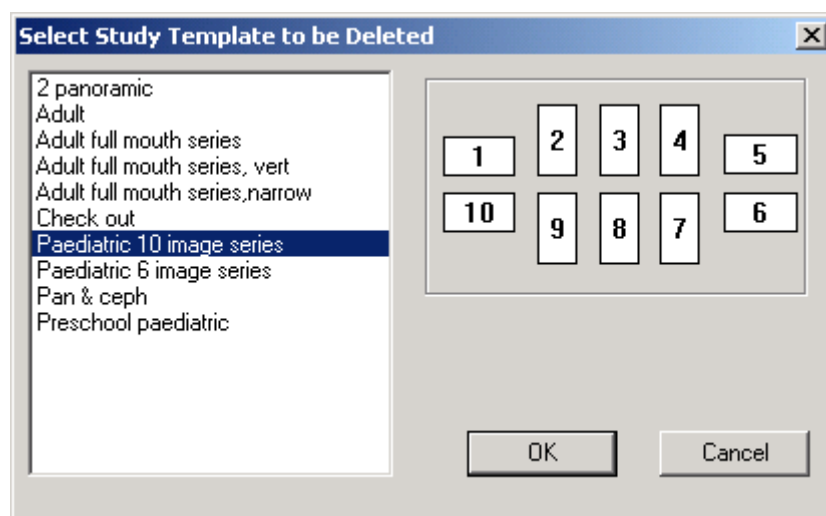 Select Study Template to be Deleted
2 panoramic
Adult
Adult full mouth series
Adult full mouth series, vert
Adult full mouth series,narrow
Check out
Paediatric 10 image series
Paediatric 6 image series
Pan & ceph
Preschool paediatric
1 2 3 4 5
10 9 8 7 6
OK Cancel